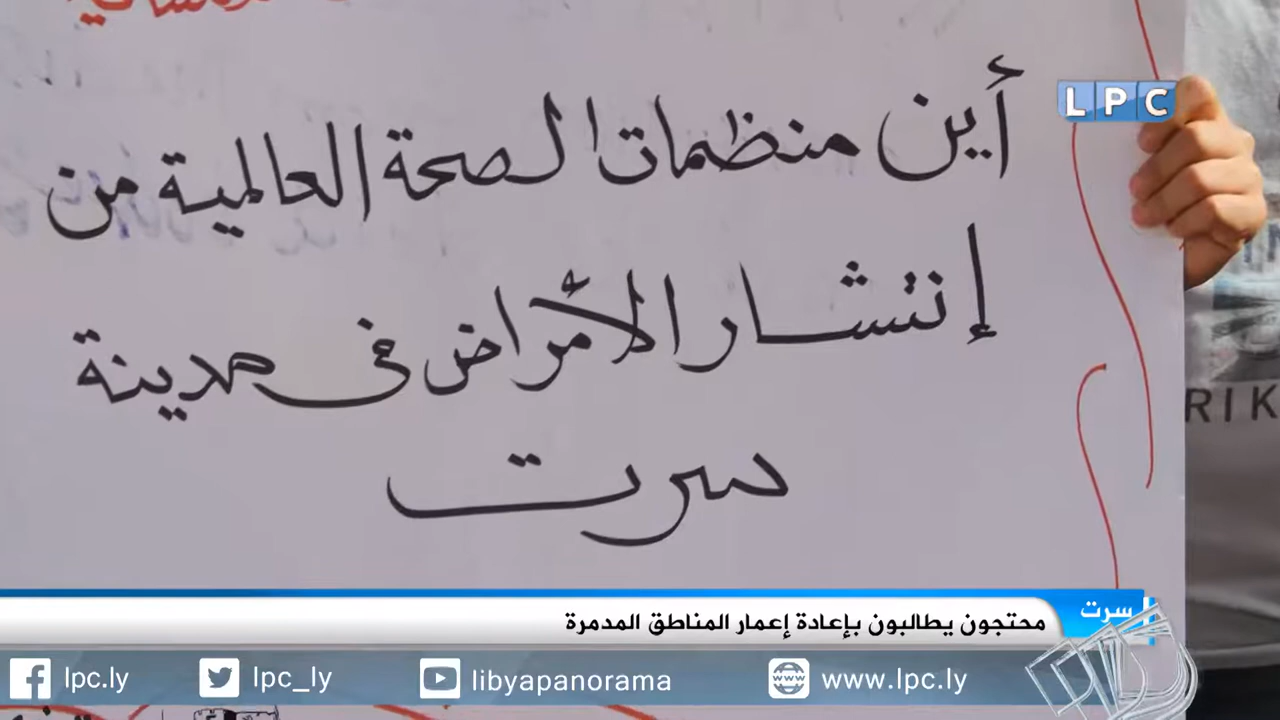 أين منظمات الصحة العالمية من
إنتشار الأمراض في مدينة
سرت
LPC
RIK
سرت
محتجون يطالبون بإعادة إعمار المناطق المدمرة
lpc.ly
lpc_ly
libyapanorama
www.lpc.ly